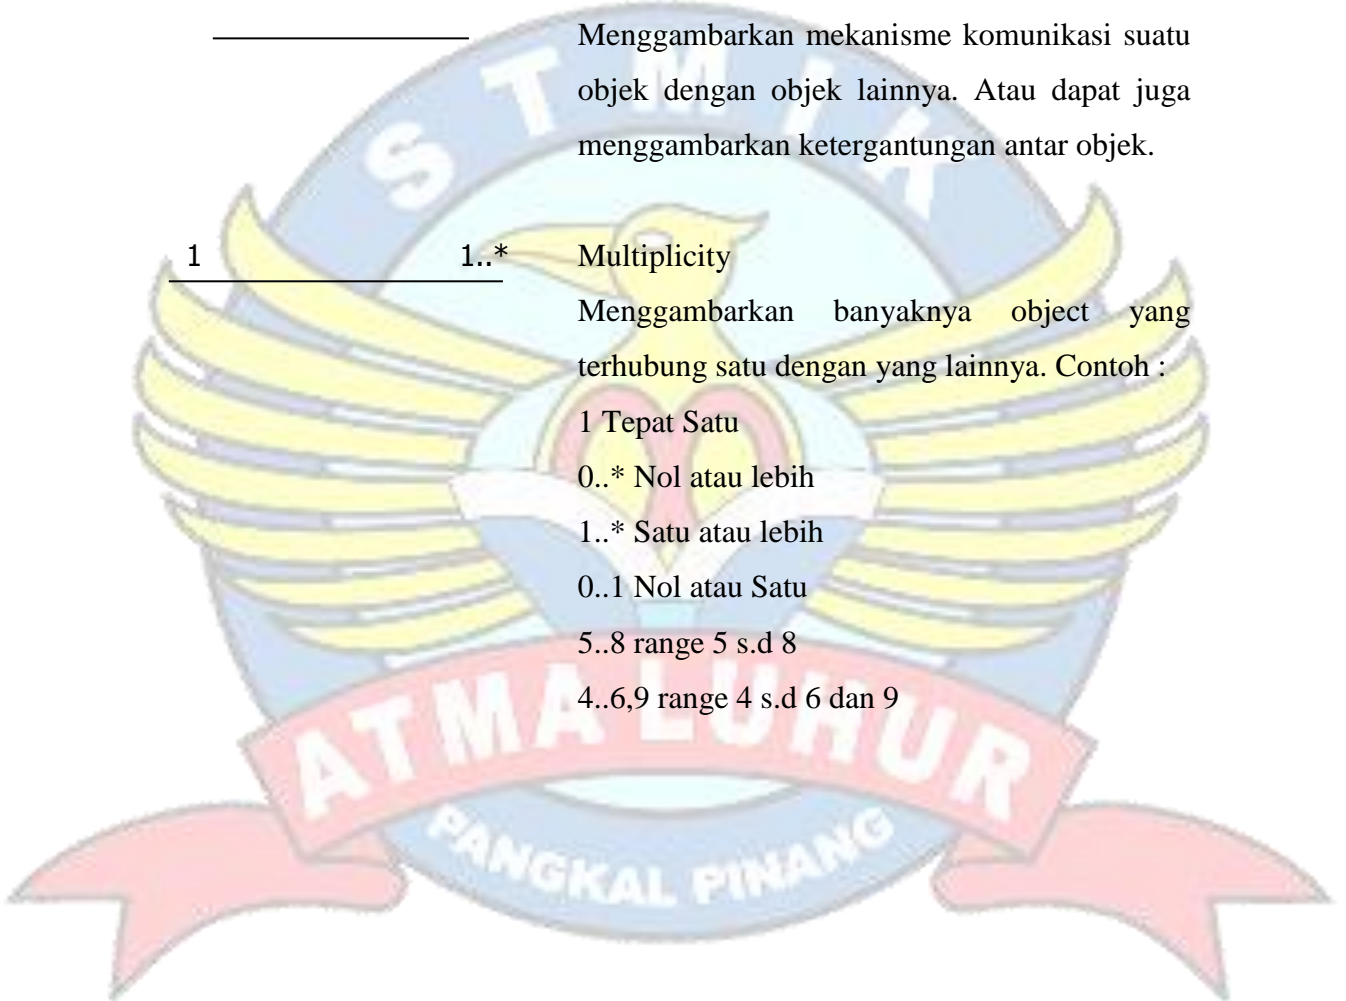 Menggambarkan mekanisme komunikasi suatu
objek dengan objek lainnya. Atau dapat juga
menggambarkan ketergantungan antar objek.
1 1..* Multiplicity
Menggambarkan banyaknya object yang
terhubung satu dengan yang lainnya. Contoh :
1 Tepat Satu
0..* Nol atau lebih
1..* Satu atau lebih
0..1 Nol atau Satu
5..8 range 5 s.d 8
4..6,9 range 4 s.d 6 dan 9
STMIK
ATMA LUHUR
PANGKAL PINANG